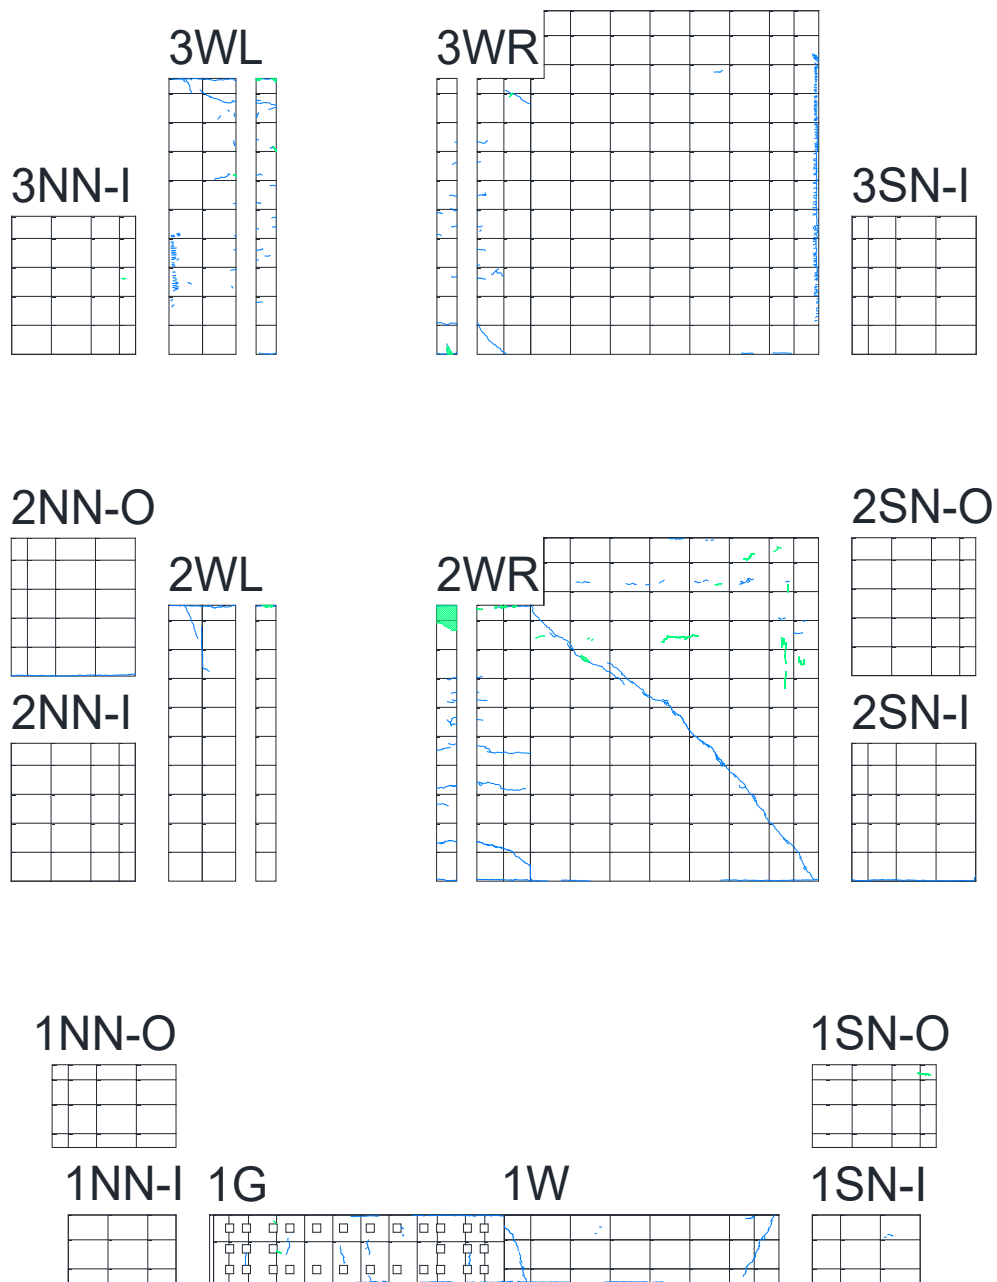 3WL 3WR
3NN-I 3SN-I
2NN-O 2SN-O
2WL 2WR
2NN-I 2SN-I
1NN-O 1SN-O
1NN-I 1G 1W 1SN-I